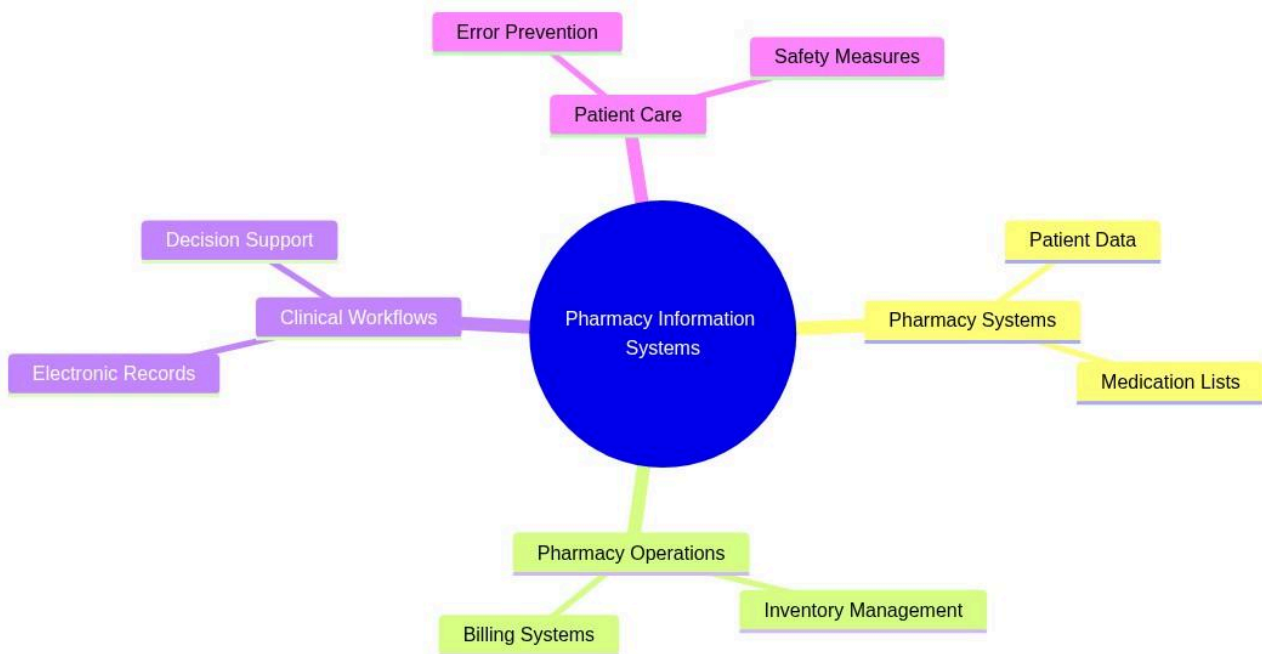 Error Prevention
Safety Measures
Patient Care
Decision Support
Patient Data
Clinical Workflows
Pharmacy Information
Systems
Pharmacy Systems
Electronic Records
Medication Lists
Pharmacy Operations
Inventory Management
Billing Systems